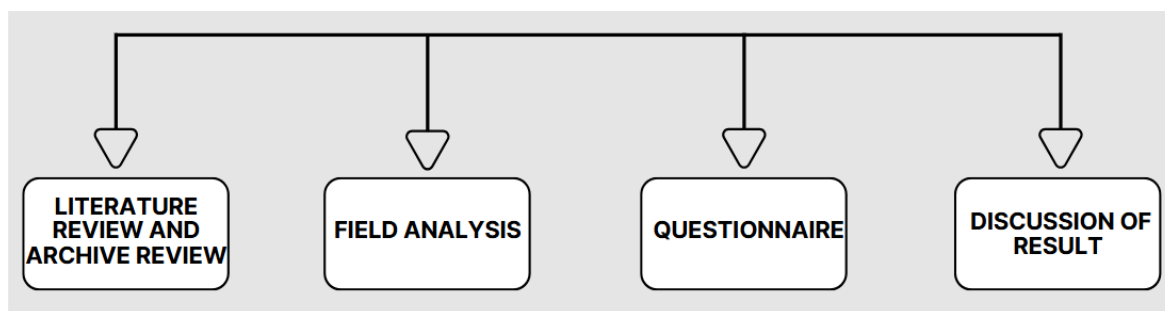 LITERATURE
REVIEW AND
ARCHIVE REVIEW
FIELD ANALYSIS
QUESTIONNAIRE
DISCUSSION OF
RESULT